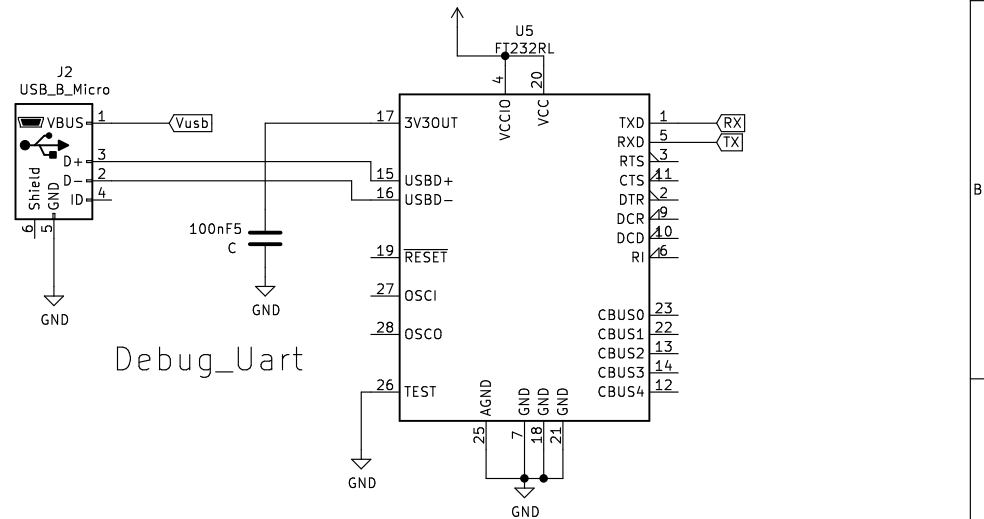 U5
FT232RL
J2
USB_B_Micro
VBUS 1
Vusb
D+ 3
D- 2
ID 4
Shield
GND
6
5
GND
100nF5
C
GND
Debug_Uart
4
20
VCCIO
VCC
17 3V3OUT
15 USBD+
16 USBD-
19 RESET
27 OSCI
28 OSCO
26 TEST
GND
TXD 1 RX
RXD 5 TX
RTS 3
CTS 11
DTR 2
DCR 9
DCD 10
RI 6
CBUS0 23
CBUS1 22
CBUS2 13
CBUS3 14
CBUS4 12
AGND
GND
GND
GND
25
7
18
21
GND
B